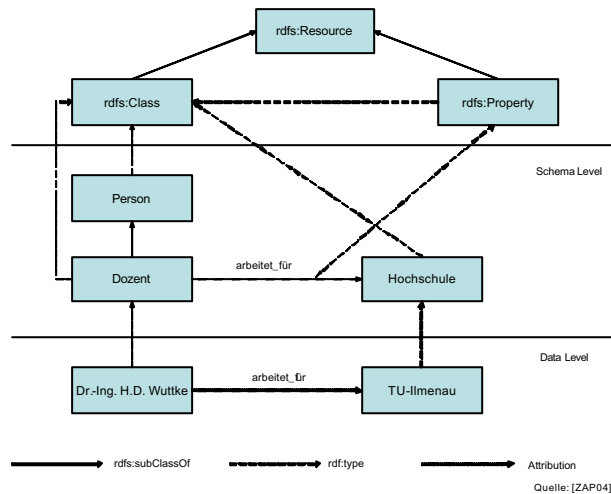 rdfs:Resource
rdfs:Class
rdfs:Property
Schema Level
Person
Dozent
arbeitet_für
Hochschule
Data Level
Dr.-Ing. H.D. Wuttke
arbeitet_für
TU-Ilmenau
rdfs:subClassOf
rdf:type
Attribution
Quelle: [ZAP04]